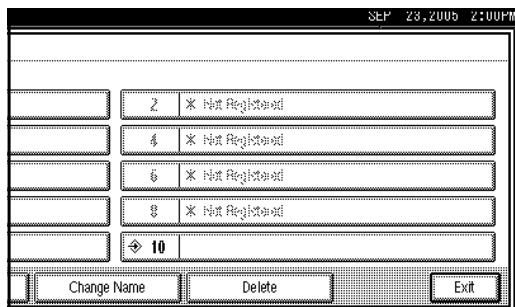 SEP 23,2005 2:00PM
2 * Not Registered
4 * Not Registered
6 * Not Registered
8 * Not Registered
10
Change Name Delete Exit